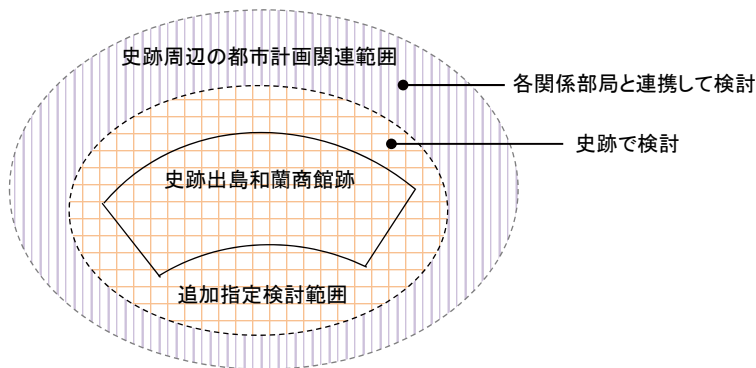 史跡周辺の都市計画関連範囲
各関係部局と連携して検討
史跡で検討
史跡出島和蘭商館跡
追加指定検討範囲